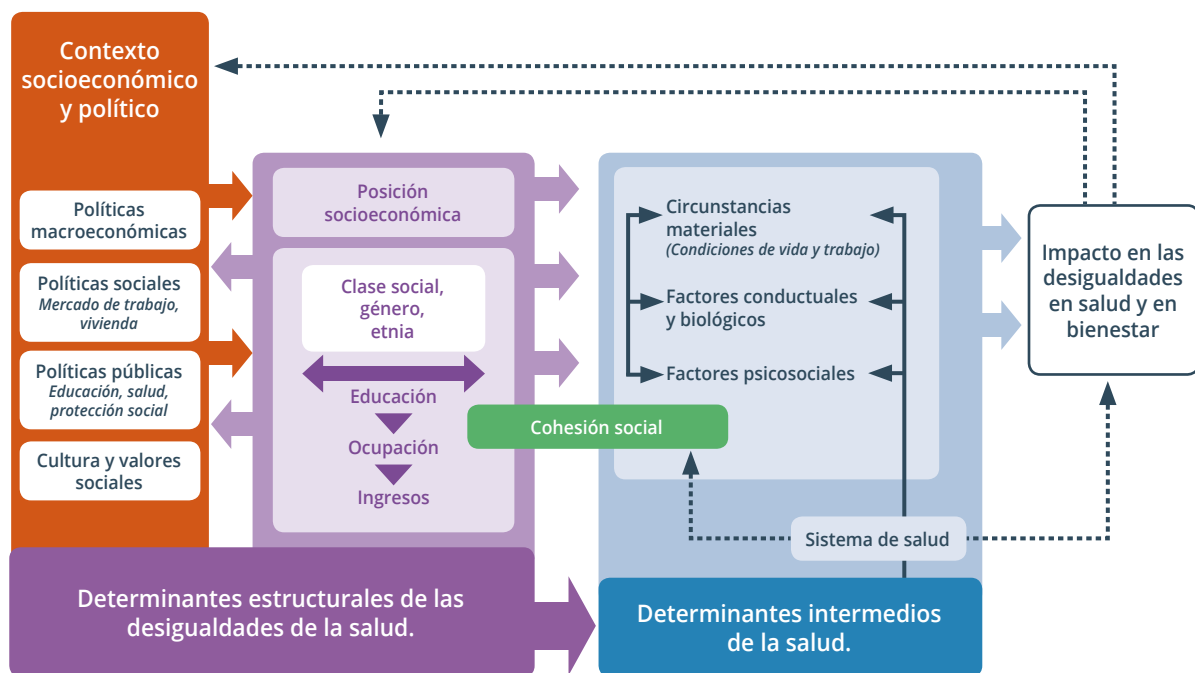 Contexto
socioeconómico
y político
Políticas
macroeconómicas
Políticas sociales
Mercado de trabajo,
vivienda
Políticas públicas
Educación, salud,
protección social
Cultura y valores
sociales
Posición
socioeconómica
Clase social,
género,
etnia
Educación
Ocupación
Ingresos
Cohesión social
Circunstancias
materiales
(Condiciones de vida y trabajo)
Factores conductuales
y biológicos
Factores psicosociales
Sistema de salud
Impacto en las
desigualdades
en salud y en
bienestar
Determinantes estructurales de las
desigualdades de la salud.
Determinantes intermedios
de la salud.